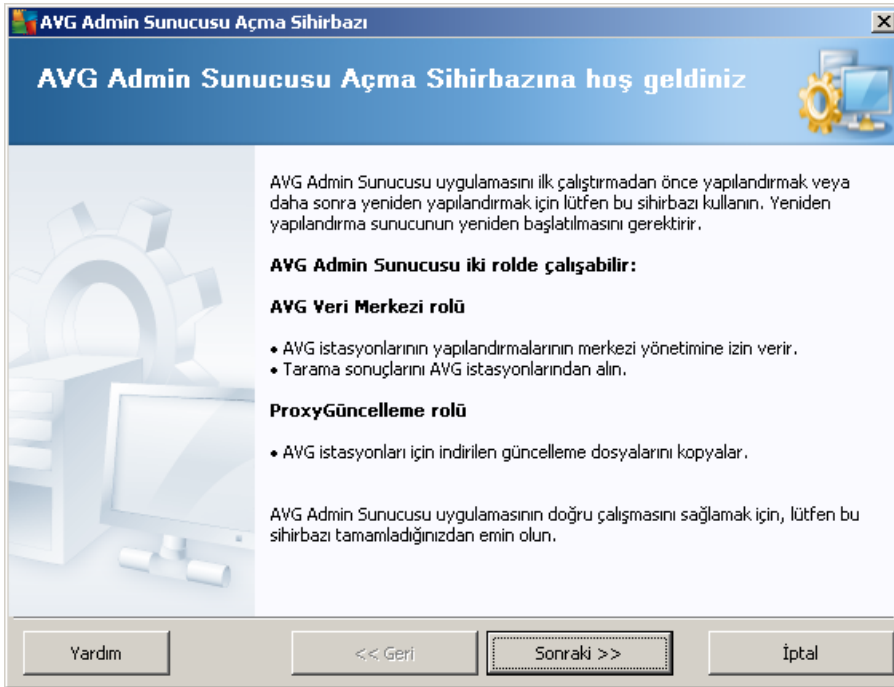 AVG Admin Sunucusu Açma Sihirbazı
AVG Admin Sunucusu Açma Sihirbazına hoş geldiniz
AVG Admin Sunucusu uygulamasını ilk çalıştırmadan önce yapılandırmak veya
daha sonra yeniden yapılandırmak için lütfen bu sihirbazı kullanın. Yeniden
yapılandırma sunucunun yeniden başlatılmasını gerektirir.
AVG Admin Sunucusu iki rolde çalışabilir:
AVG Veri Merkezi rolü
• AVG istasyonlarının yapılandırmalarının merkezi yönetimine izin verir.
• Tarama sonuçlarını AVG istasyonlarından alın.
ProxyGüncelleme rolü
• AVG istasyonları için indirilen güncelleme dosyalarını kopyalar.
AVG Admin Sunucusu uygulamasının doğru çalışmasını sağlamak için, lütfen bu
sihirbazı tamamladığınızdan emin olun.
Yardım
<< Geri
Sonraki >>
İptal